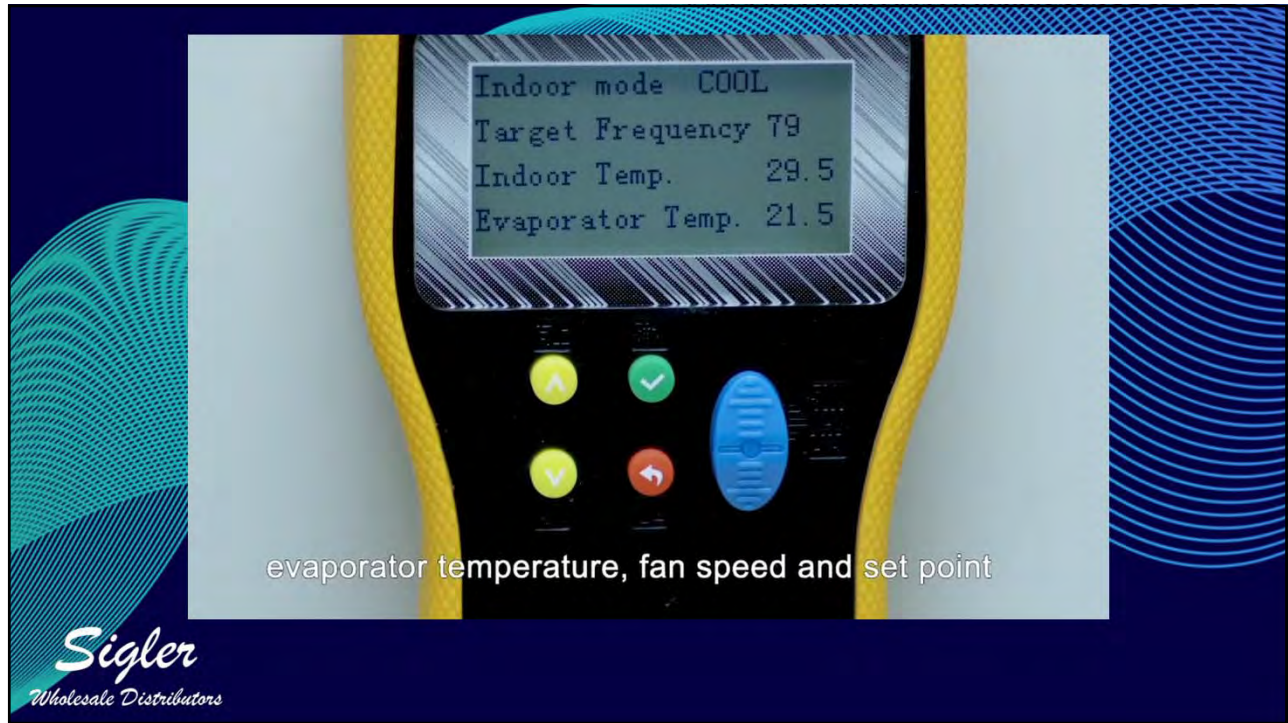 Indoor mode COOL
Target Frequency 79
Indoor Temp. 29.5
Evaporator Temp. 21.5
evaporator temperature, fan speed and set point
Sigler
Wholesale Distributors